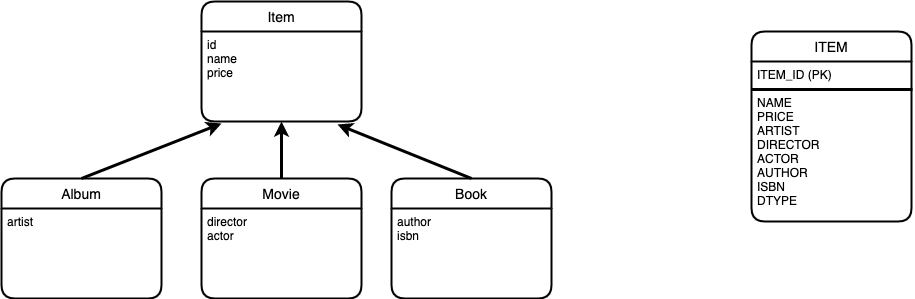 Item
id
name
price
Album
artist
Movie
director
actor
Book
author
isbn
ITEM
ITEM_ID (PK)
NAME
PRICE
ARTIST
DIRECTOR
ACTOR
AUTHOR
ISBN
DTYPE